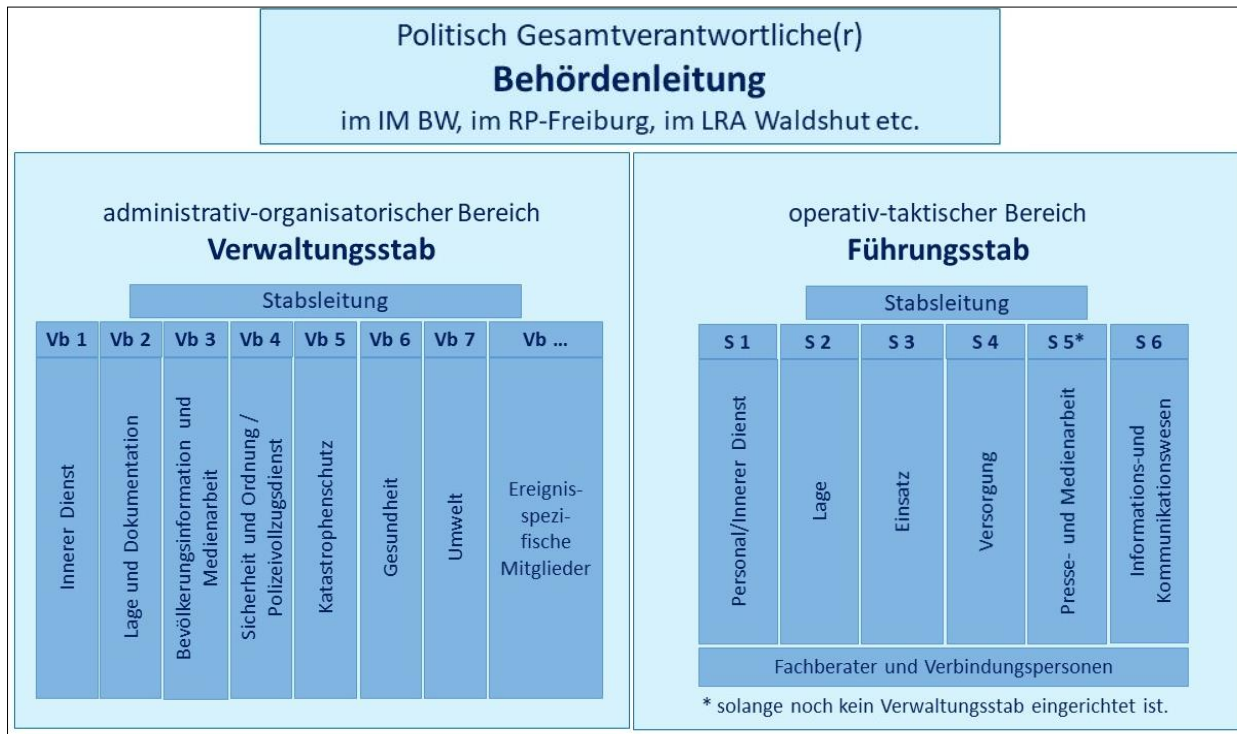 Politisch Gesamtverantwortliche(r)
Behördenleitung
im IM BW, im RP-Freiburg, im LRA Waldshut etc.
administrativ-organisatorischer Bereich
Verwaltungsstab
Stabsleitung
Vb 1
Vb 2
Vb 3
Vb 4
Vb 5
Vb 6
Vb 7
Vb ...
Innerer Dienst
Lage und Dokumentation
Bevölkerungsinformation und
Medienarbeit
Sicherheit und Ordnung /
Polizeivollzugsdienst
Katastrophenschutz
Gesundheit
Umwelt
Ereignis-
spezi-
fische
Mitglieder
operativ-taktischer Bereich
Führungsstab
Stabsleitung
S 1
S 2
S 3
S 4
S 5*
S 6
Personal/Innerer Dienst
Lage
Einsatz
Versorgung
Presse- und Medienarbeit
Informations-und
Kommunikationswesen
Fachberater und Verbindungspersonen
* solange noch kein Verwaltungsstab eingerichtet ist.